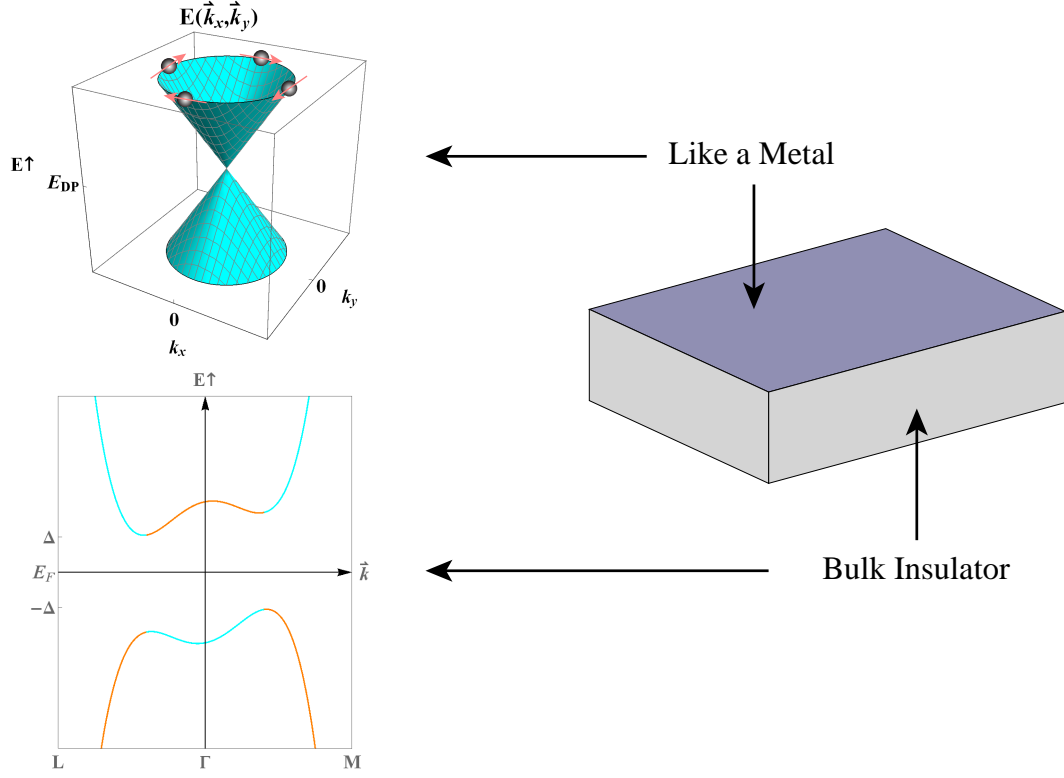 E(k⃗x,k⃗y)
E↑
EDP
0
kx
0
ky
Like a Metal
Bulk Insulator
E↑
Δ
EF
−Δ
k⃗
L
Γ
M